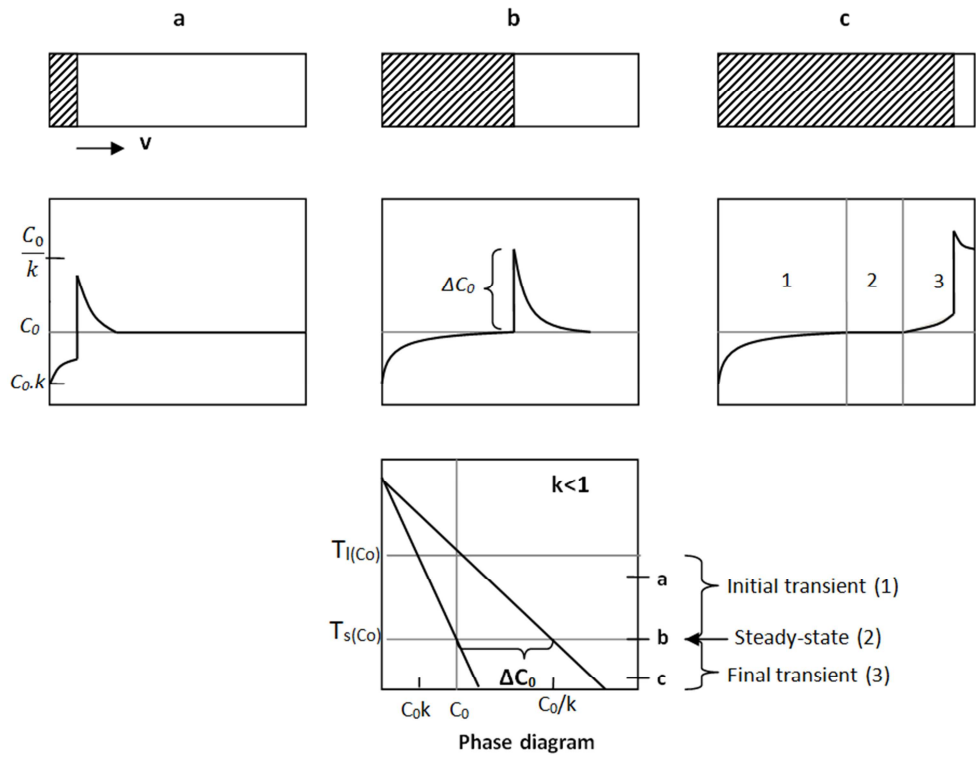 a b c
v
C₀/k
C₀
C₀.k
ΔC₀
1 2 3
k<1
Tl(Co)
Ts(Co)
a
b
c
Initial transient (1)
Steady-state (2)
Final transient (3)
ΔC₀
C₀k C₀ C₀/k
Phase diagram